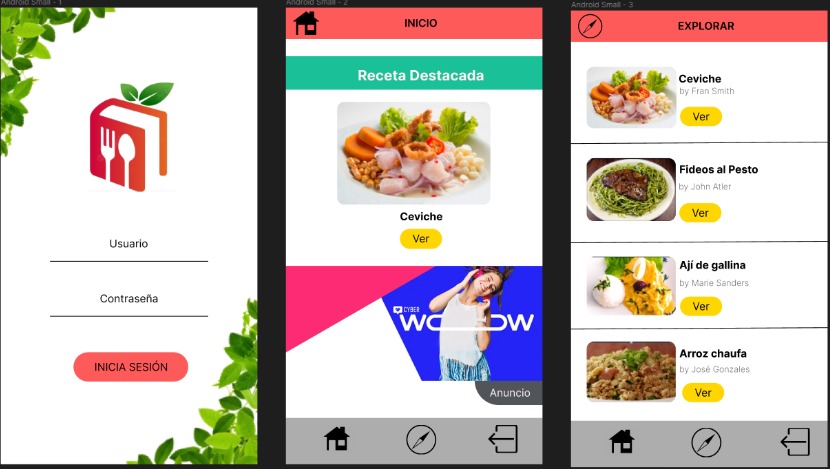 Android Small - 1
Usuario
Contraseña
INICIA SESIÓN
Android Small - 2
INICIO
Receta Destacada
Ceviche
Ver
CYBER
WOOOW
Anuncio
Android Small - 3
EXPLORAR
Ceviche
by Fran Smith
Ver
Fideos al Pesto
by John Atler
Ver
Ají de gallina
by Marie Sanders
Ver
Arroz chaufa
by José Gonzales
Ver